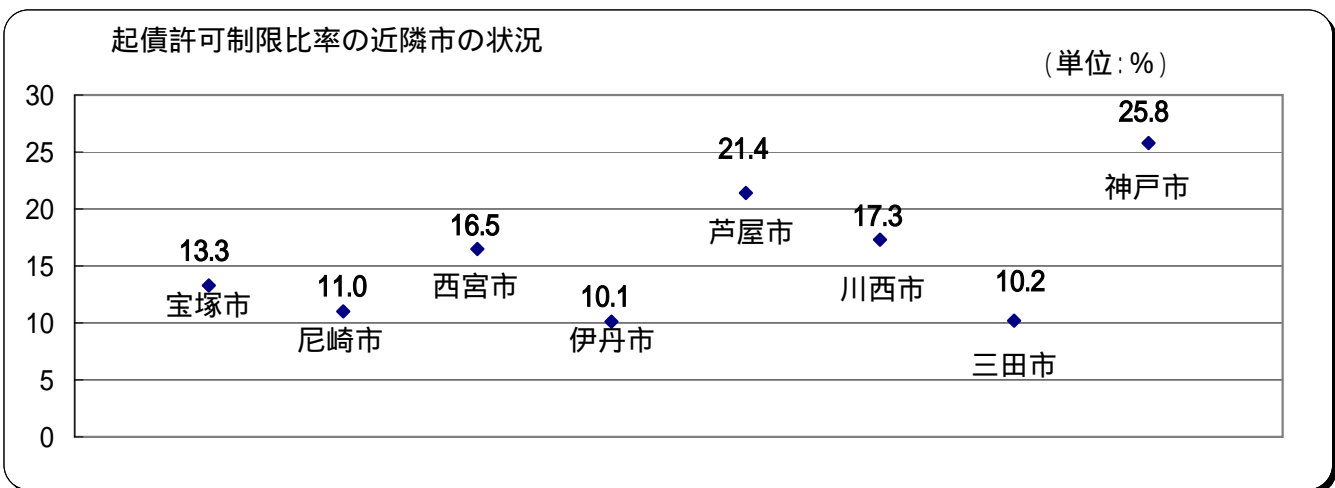 起債許可制限比率の近隣市の状況
(単位:%)
30
25
20
15
10
5
0
13.3
宝塚市
11.0
尼崎市
16.5
西宮市
10.1
伊丹市
21.4
芦屋市
17.3
川西市
10.2
三田市
25.8
神戸市